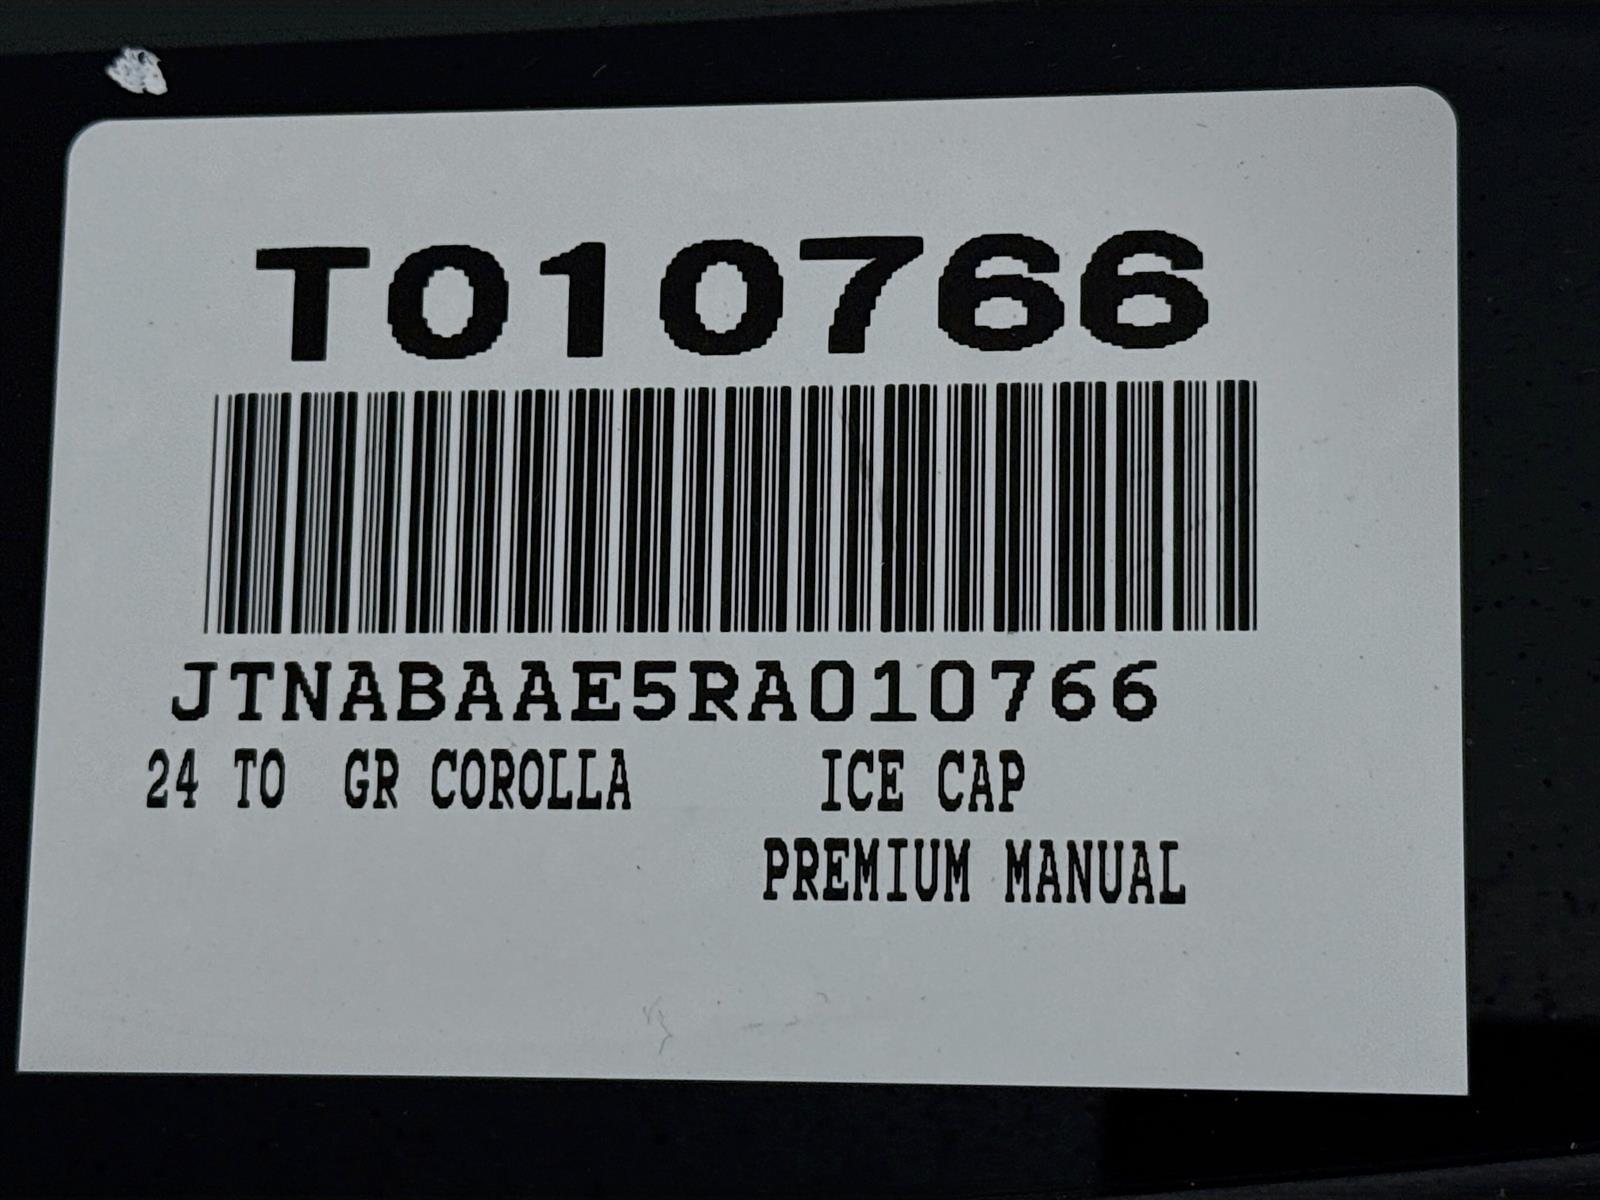 T010766
JTNABAAE5RA010766
24 TO GR COROLLA ICE CAP
PREMIUM MANUAL